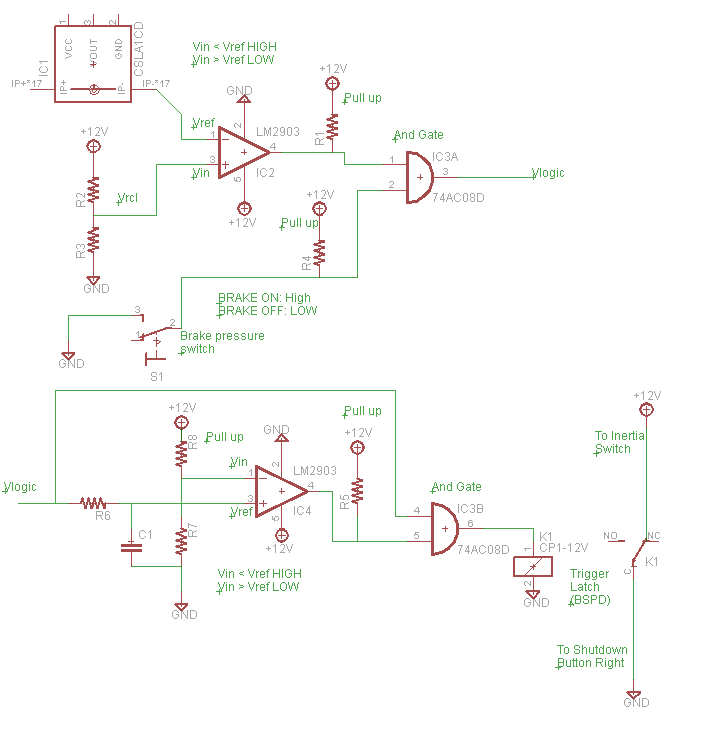 1
3
2
VCC
+OUT
GND
IC1
CSLA1CD
IP+
IP-
IP+*17
IP-*17
Vin < Vref HIGH
Vin > Vref LOW
GND
+12V
Pull up
Vref
1
2
LM2903
4
R1
And Gate
+12V
3
Vin
5
IC2
+12V
1
2
IC3A
3
74AC08D
Vlogic
R2
Vrcl
R3
GND
+12V
Pull up
R4
BRAKE ON: High
BRAKE OFF: LOW
3
1
2
Brake pressure
switch
GND
S1
+12V
R8
Pull up
GND
Pull up
+12V
+12V
To Inertia
Switch
Vin
1
2
LM2903
4
Vlogic
R6
3
Vref
5
IC4
R5
And Gate
4
5
IC3B
6
74AC08D
C1
R7
+12V
Vin < Vref HIGH
Vin > Vref LOW
GND
K1
CP1-12V
1
2
GND
NO
NC
C
K1
Trigger
Latch
(BSPD)
To Shutdown
Button Right
GND